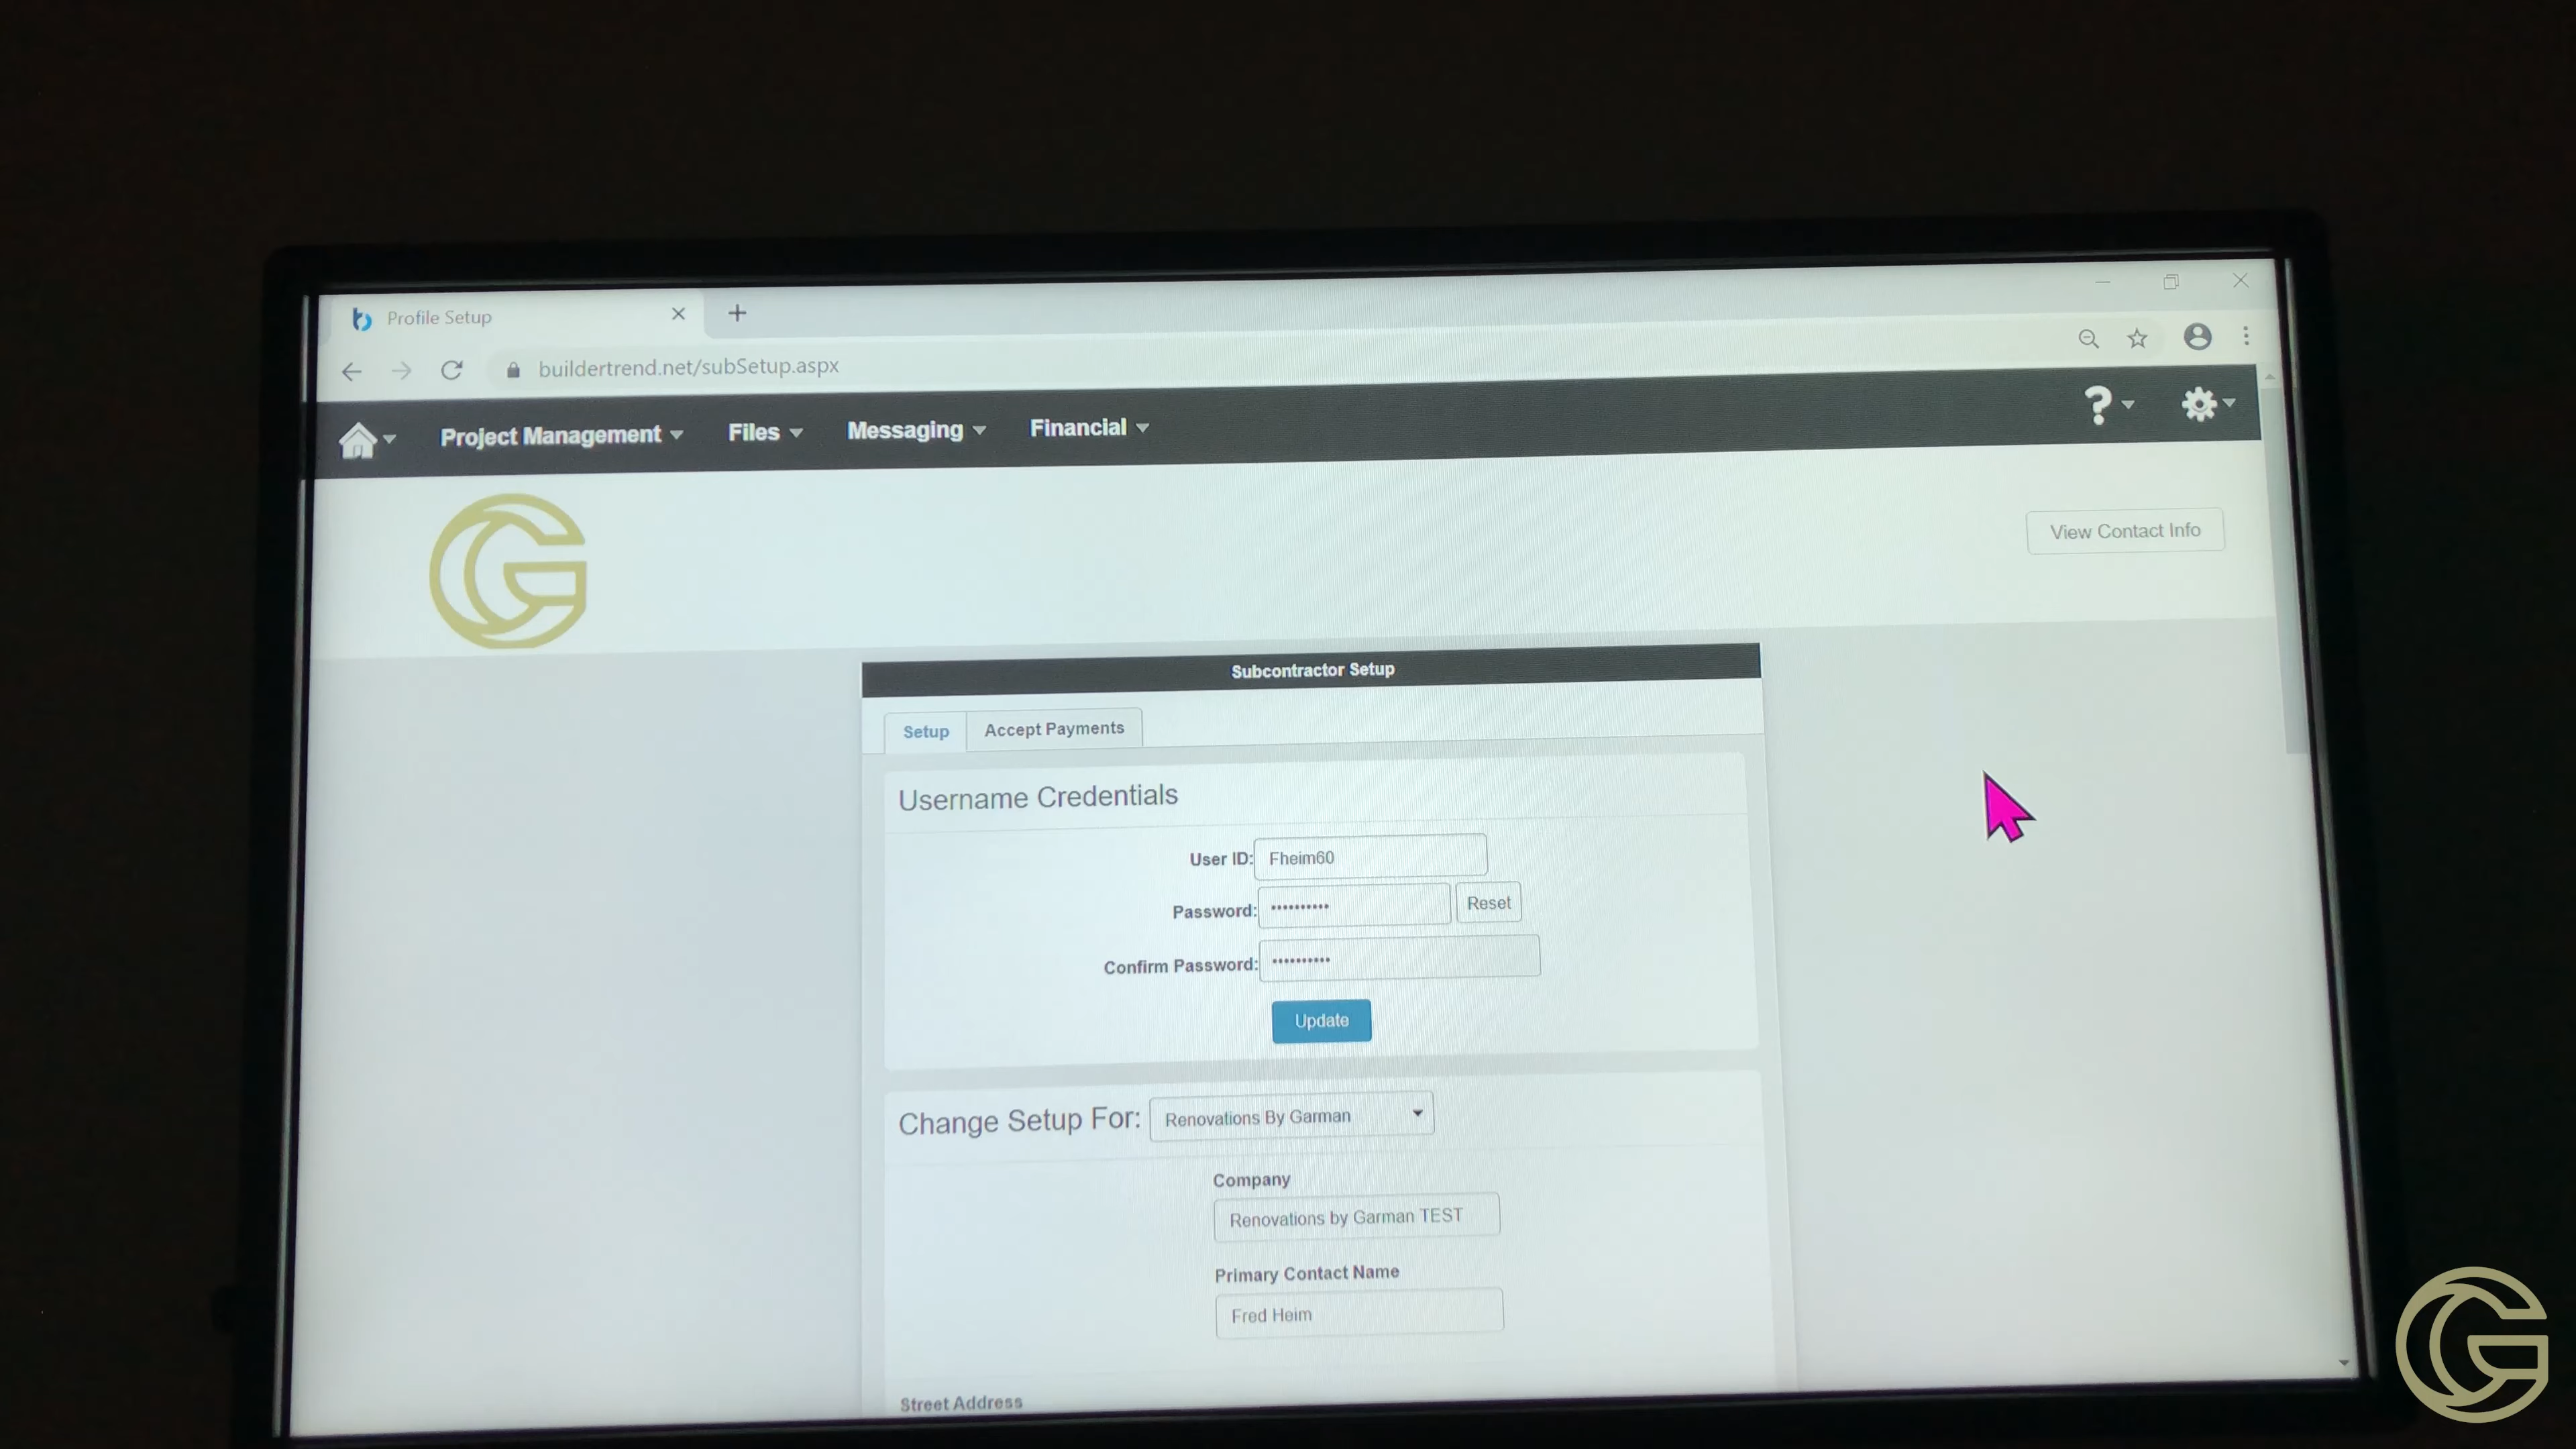 Profile Setup
buildertrend.net/subSetup.aspx
Project Management Files Messaging Financial ?
View Contact Info
Subcontractor Setup
Setup Accept Payments
Username Credentials
User ID: Fheim60
Password: •••••••••• Reset
Confirm Password: ••••••••••
Update
Change Setup For: Renovations By Garman
Company
Renovations by Garman TEST
Primary Contact Name
Fred Heim
Street Address